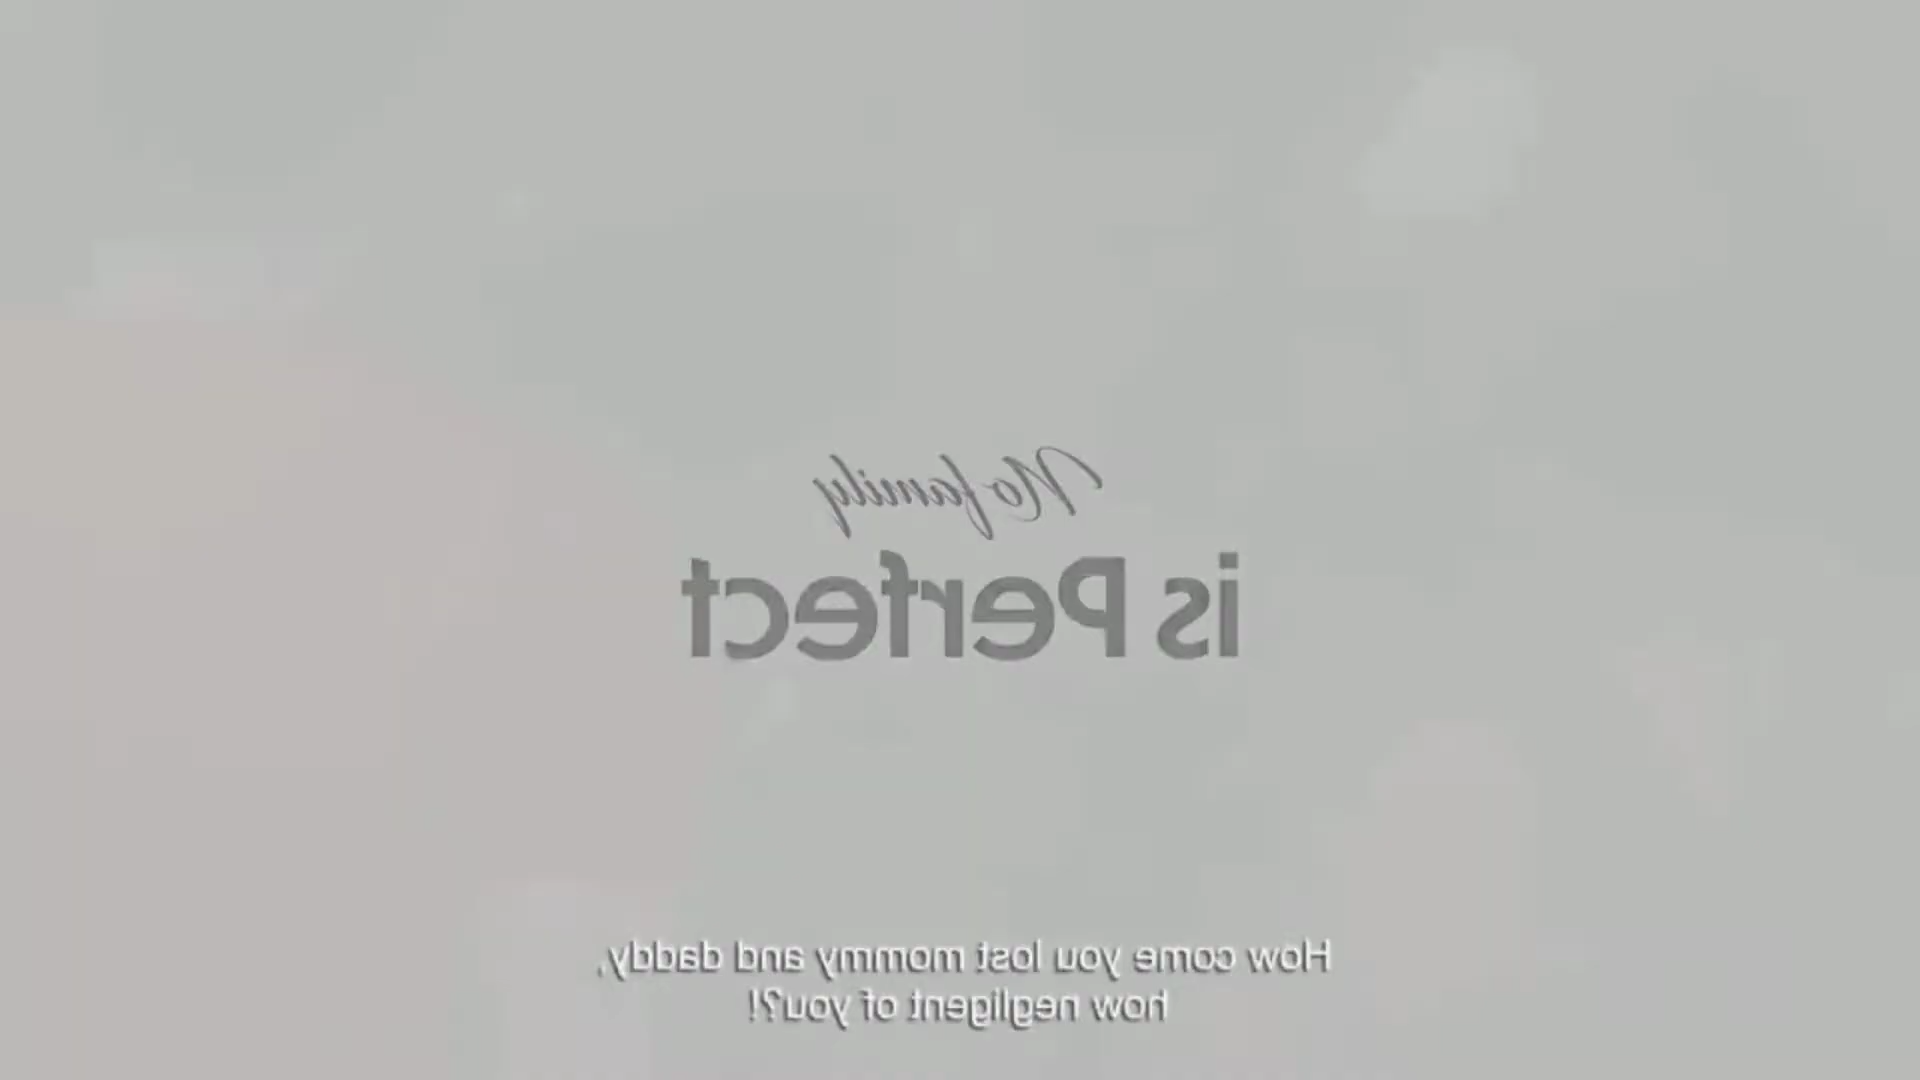 No family
is Perfect
How come you lost mommy and daddy,
how negligent of you?!